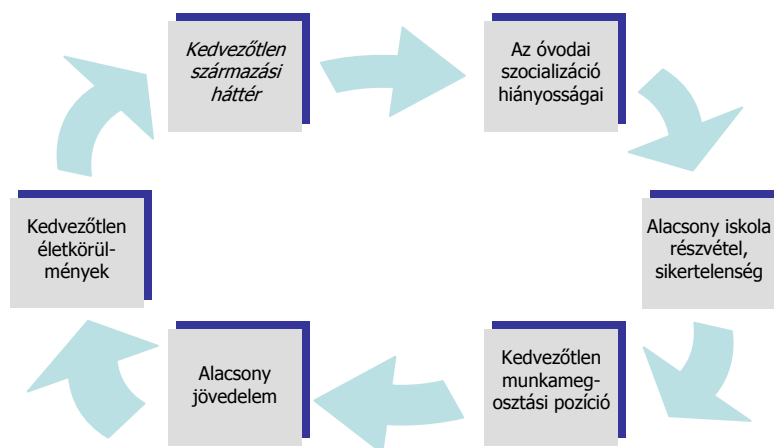 Kedvezőtlen
származási
háttér
Az óvodai
szocializáció
hiányosságai
Alacsony iskola
részvétel,
sikertelenség
Kedvezőtlen
munkameg-
osztási pozíció
Alacsony
jövedelem
Kedvezőtlen
életkörül-
mények